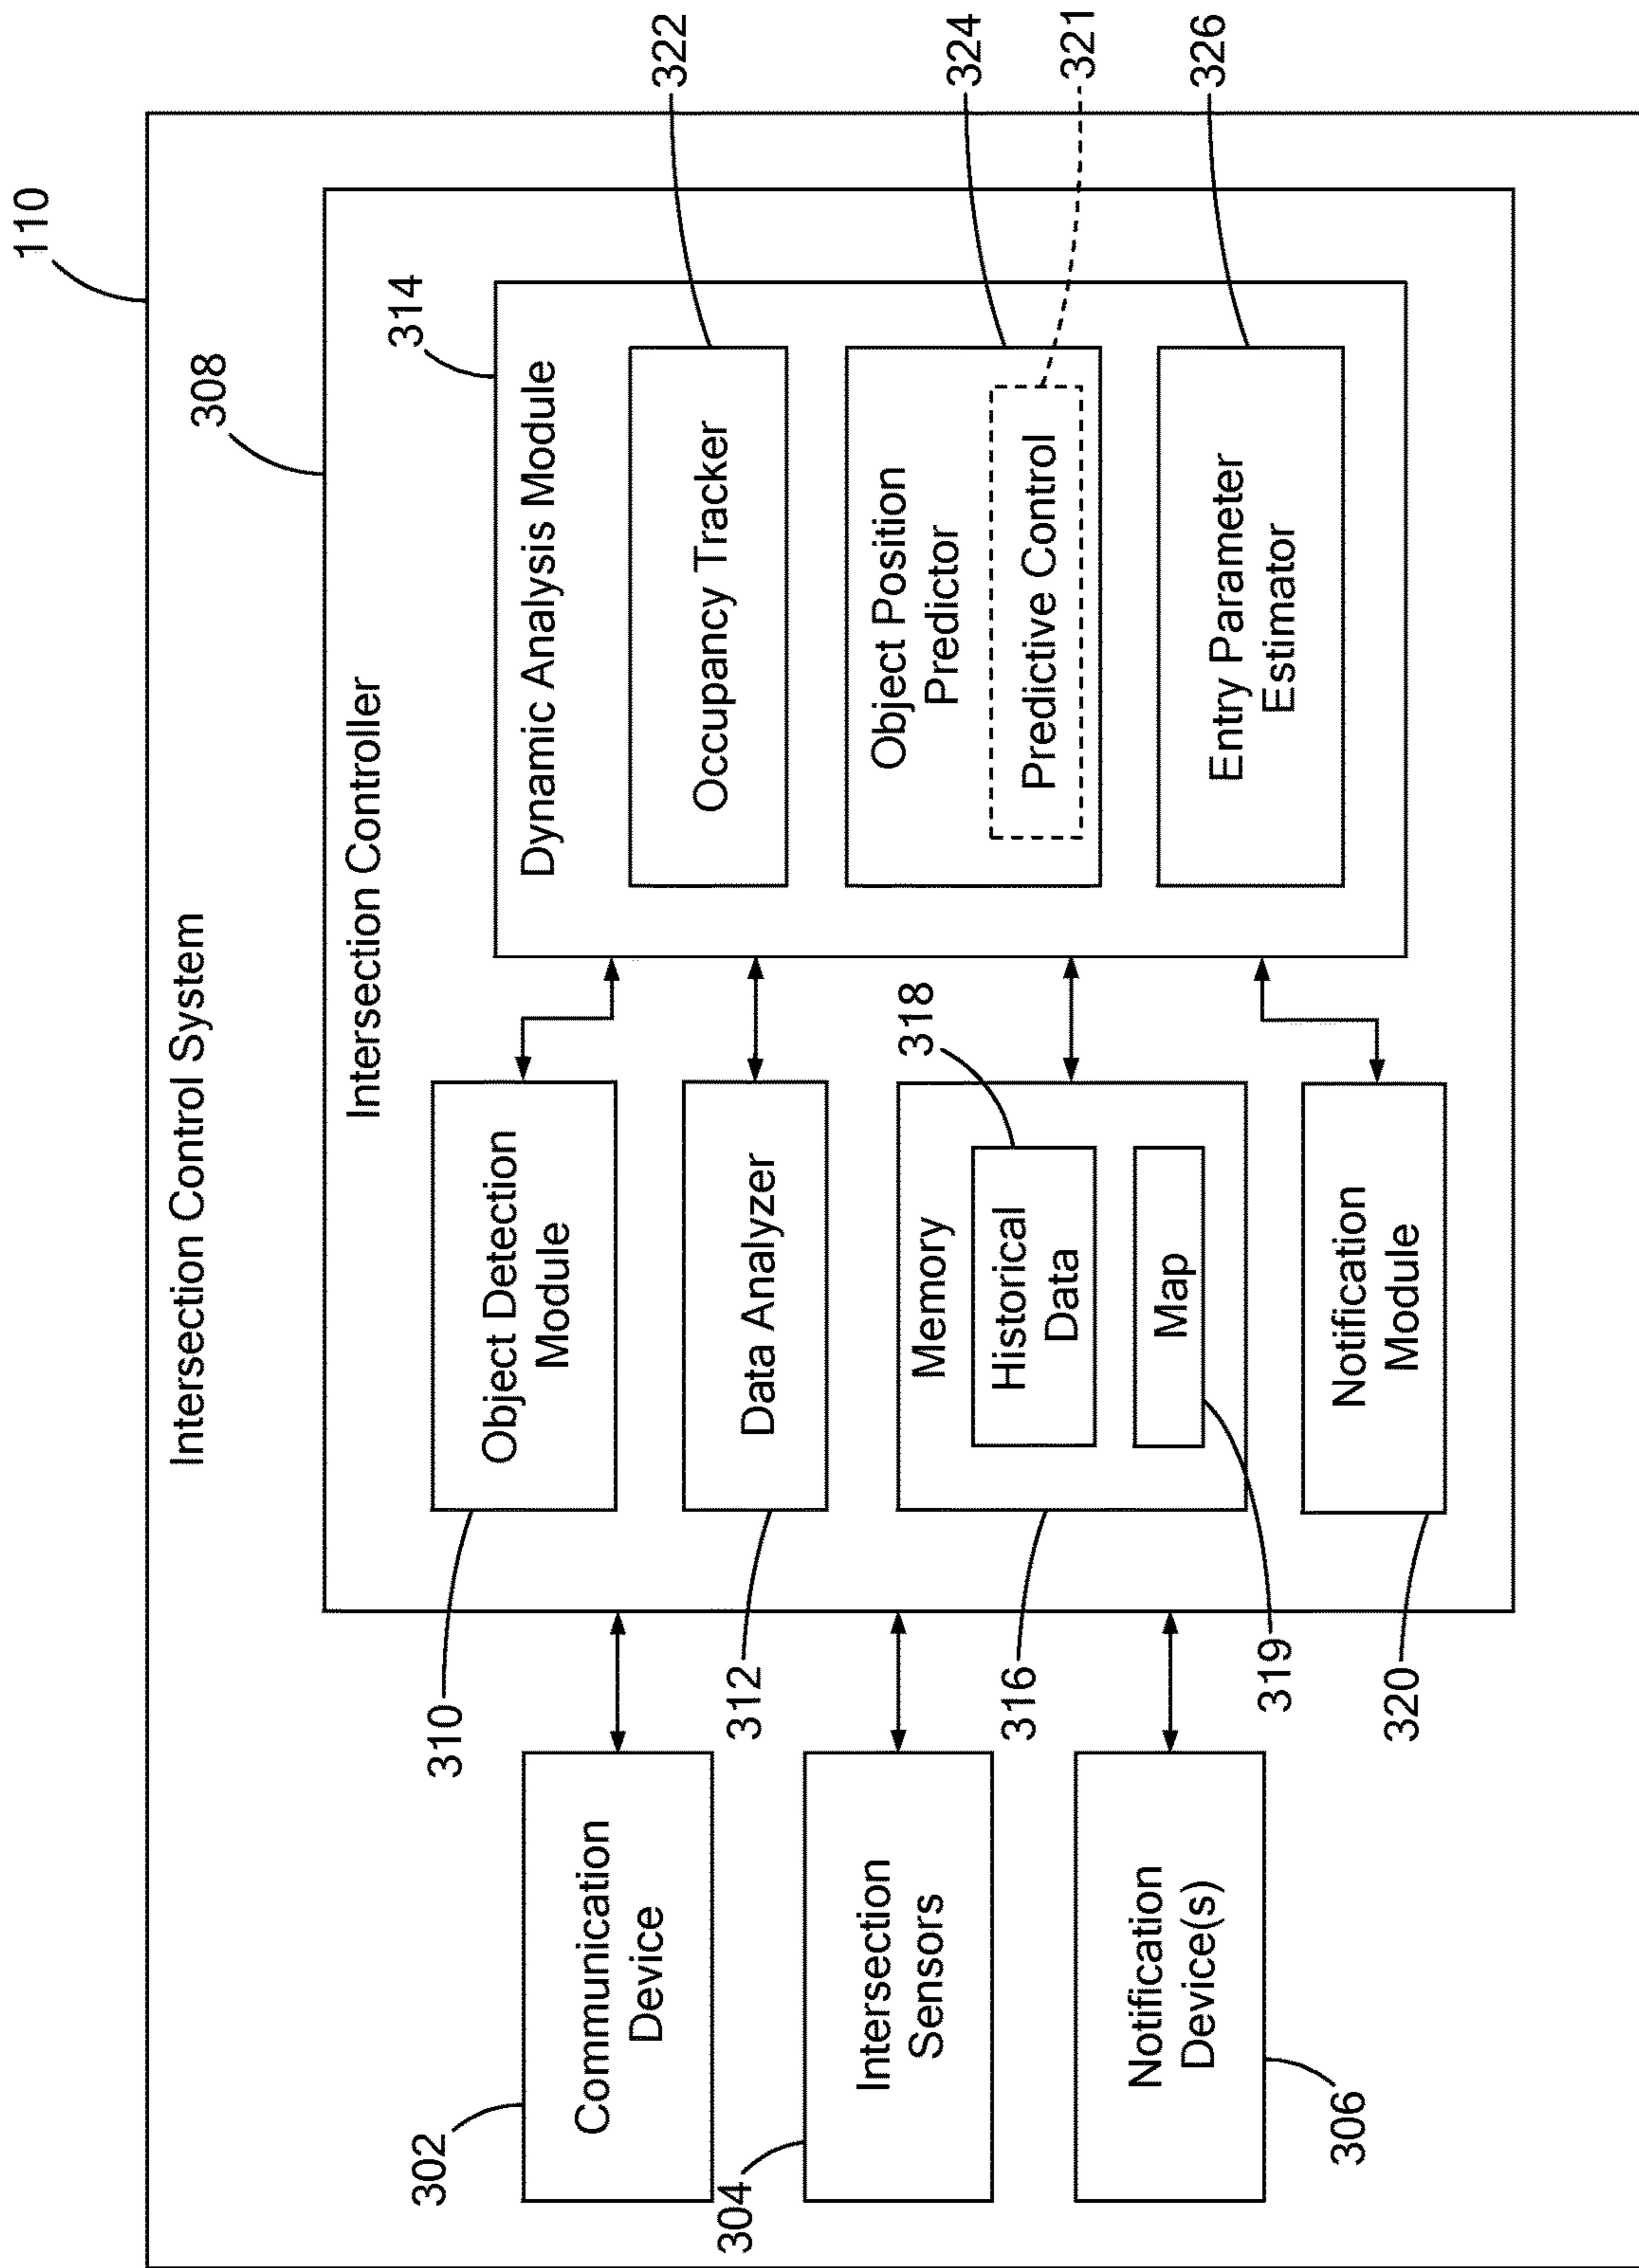 110
Intersection Control System
308
Intersection Controller
314
Dynamic Analysis Module
322
Occupancy Tracker
324
Object Position
Predictor
321
Predictive Control
326
Entry Parameter
Estimator
310
Object Detection
Module
312
Data Analyzer
316
Memory
318
Historical
Data
319
Map
320
Notification
Module
302
Communication
Device
304
Intersection
Sensors
306
Notification
Device(s)